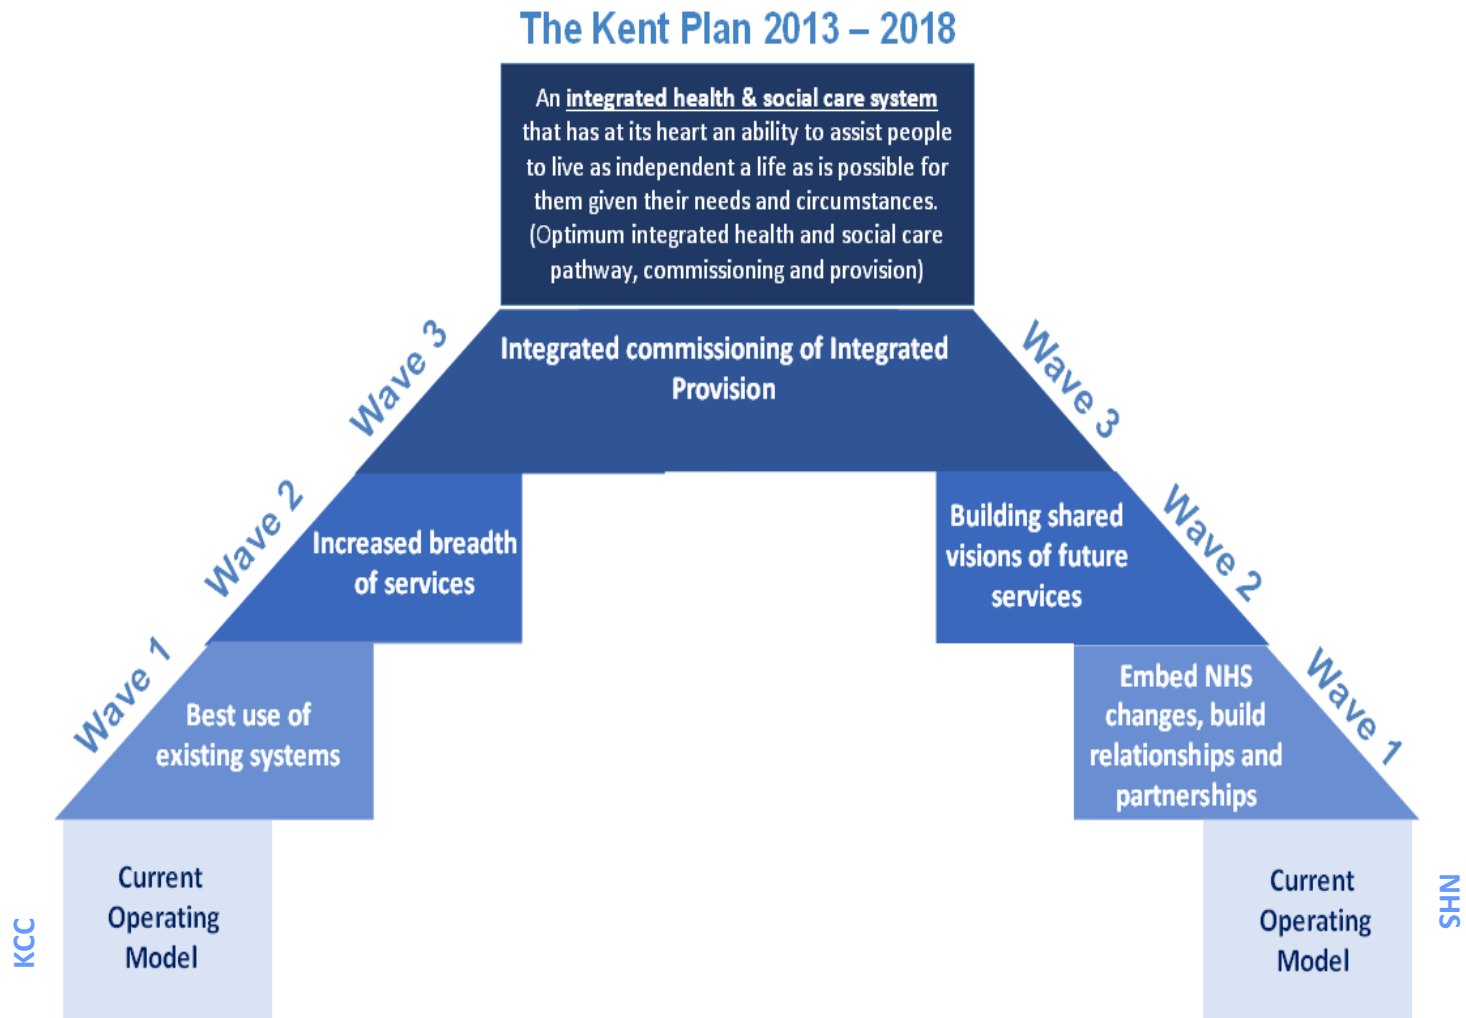 The Kent Plan 2013 – 2018
An integrated health & social care system
that has at its heart an ability to assist people
to live as independent a life as is possible for
them given their needs and circumstances.
(Optimum integrated health and social care
pathway, commissioning and provision)
Wave 3
Integrated commissioning of Integrated
Provision
Wave 3
Wave 2
Increased breadth
of services
Building shared
visions of future
services
Wave 2
Wave 1
Best use of
existing systems
Embed NHS
changes, build
relationships and
partnerships
Wave 1
KCC
Current
Operating
Model
Current
Operating
Model
NHS